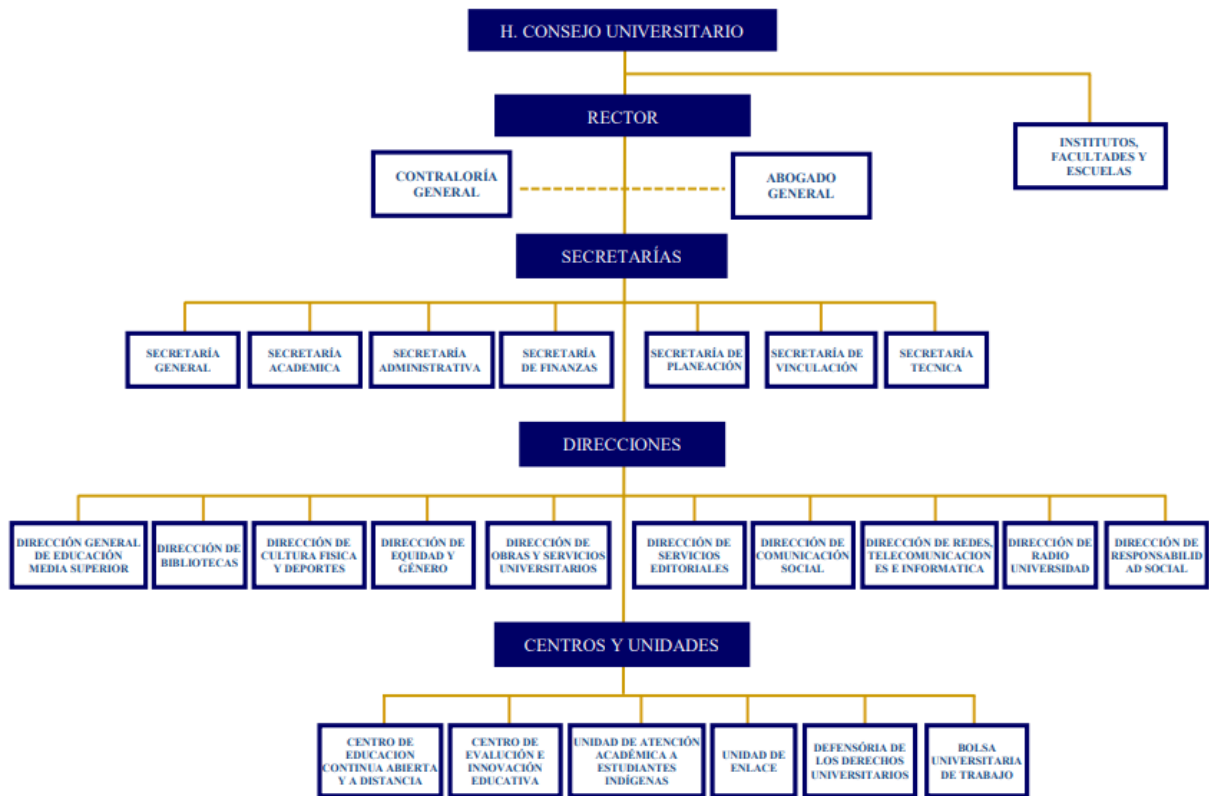 H. CONSEJO UNIVERSITARIO
RECTOR
INSTITUTOS,
FACULTADES Y
ESCUELAS
CONTRALORÍA
GENERAL
ABOGADO
GENERAL
SECRETARÍAS
SECRETARÍA
GENERAL
SECRETARÍA
ACADEMICA
SECRETARÍA
ADMINISTRATIVA
SECRETARÍA
DE FINANZAS
SECRETARÍA DE
PLANEACIÓN
SECRETARÍA DE
VINCULACIÓN
SECRETARÍA
TECNICA
DIRECCIONES
DIRECCIÓN GENERAL
DE EDUCACIÓN
MEDIA SUPERIOR
DIRECCIÓN DE
BIBLIOTECAS
DIRECCIÓN DE
CULTURA FISICA
Y DEPORTES
DIRECCIÓN DE
EQUIDAD Y
GÉNERO
DIRECCIÓN DE
OBRAS Y SERVICIOS
UNIVERSITARIOS
DIRECCIÓN DE
SERVICIOS
EDITORIALES
DIRECCIÓN DE
COMUNICACIÓN
SOCIAL
DIRECCIÓN DE REDES,
TELECOMUNICACION
ES E INFORMATICA
DIRECCIÓN DE
RADIO
UNIVERSIDAD
DIRECCIÓN DE
RESPONSABILID
AD SOCIAL
CENTROS Y UNIDADES
CENTRO DE
EDUCACION
CONTINUA ABIERTA
Y A DISTANCIA
CENTRO DE
EVALUCIÓN E
INNOVACIÓN
EDUCATIVA
UNIDAD DE ATENCIÓN
ACADÉMICA A
ESTUDIANTES
INDÍGENAS
UNIDAD DE
ENLACE
DEFENSÓRIA DE
LOS DERECHOS
UNIVERSITARIOS
BOLSA
UNIVERSITARIA
DE TRABAJO